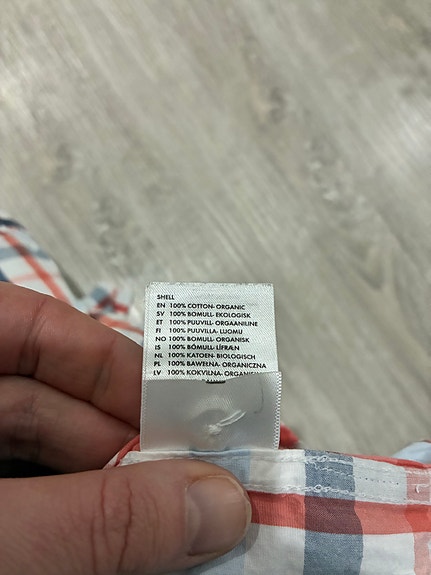 SHELL
EN 100% COTTON- ORGANIC
SV 100% BOMULL- EKOLOGISK
ET 100% PUUVILL- ORGAANILINE
FI 100% PUUVILLA- LUOMU
NO 100% BOMULL- ORGANISK
IS 100% BÓMULL- LÍFRÆN
NL 100% KATOEN- BIOLOGISCH
PL 100% BAWEŁNA- ORGANICZNA
LV 100% KOKVILNA-